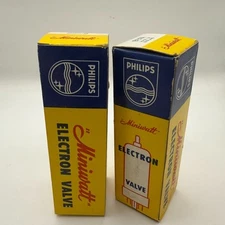 PHILIPS
"Miniwatt"
ELECTRON VALVE
PHILIPS
"Miniwatt"
ELECTRON
VALVE